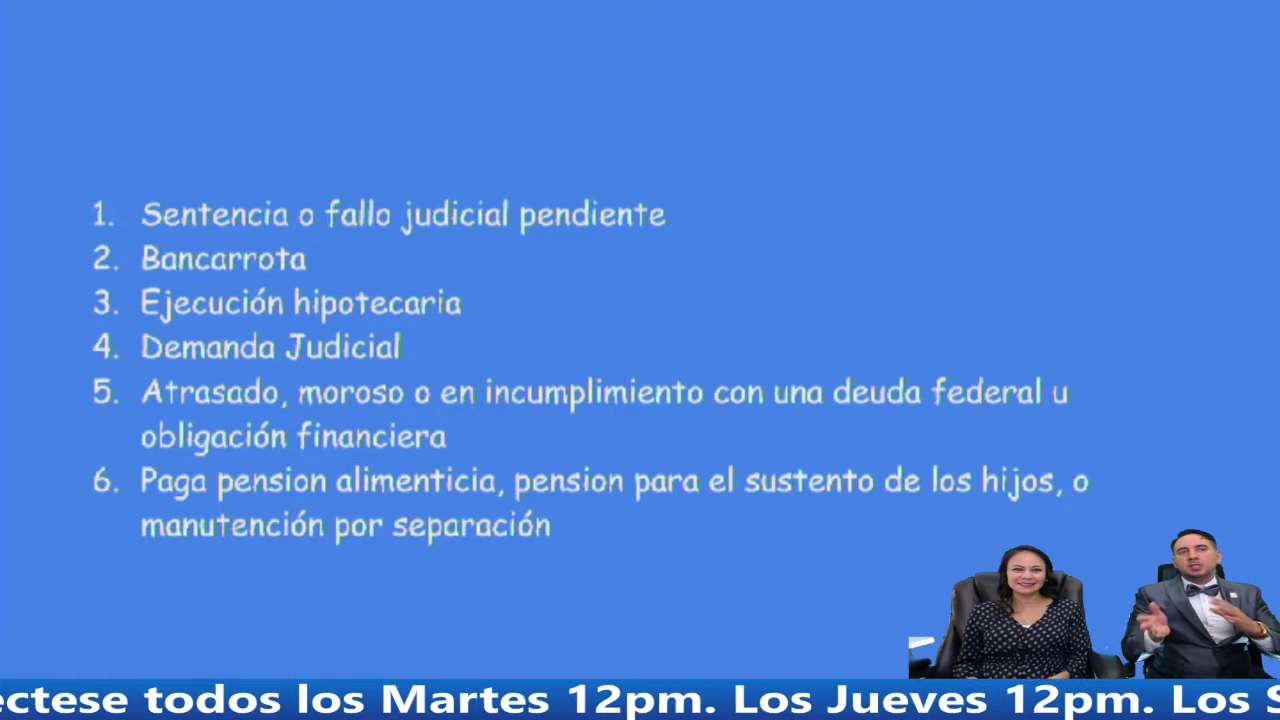 1. Sentencia o fallo judicial pendiente
2. Bancarrota
3. Ejecución hipotecaria
4. Demanda Judicial
5. Atrasado, moroso o en incumplimiento con una deuda federal u
obligación financiera
6. Paga pension alimenticia, pension para el sustento de los hijos, o
manutención por separación
éctese todos los Martes 12pm. Los Jueves 12pm. Los S